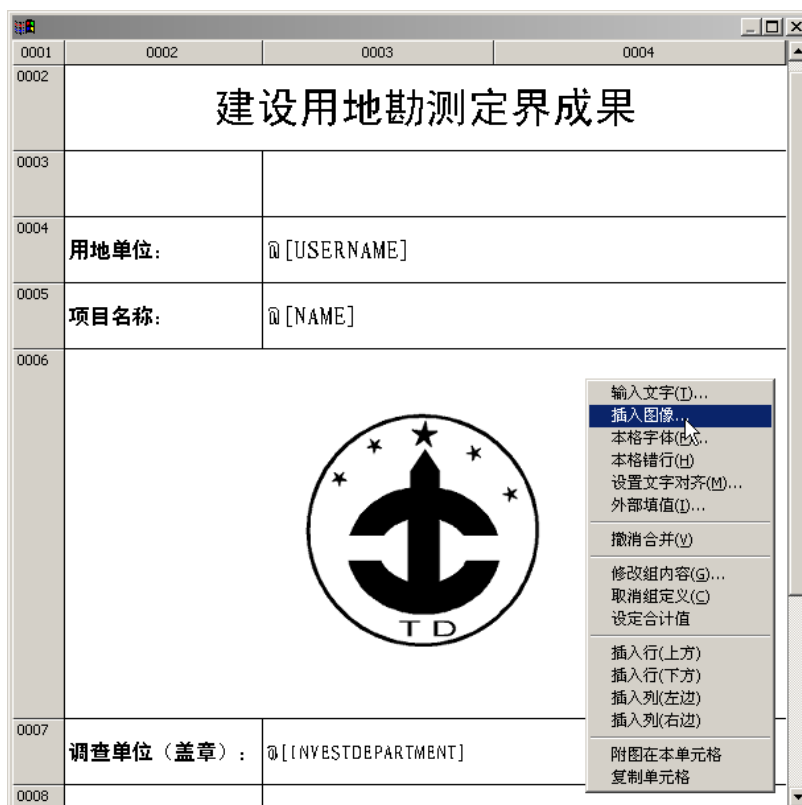 0001 0002 0003 0004
0002
建设用地勘测定界成果
0003
0004
用地单位： @[USERNAME]
0005
项目名称： @[NAME]
0006
TD
输入文字(T)...
插入图像...
本格字体(F)...
本格错行(H)
设置文字对齐(M)...
外部填值(I)...
撤消合并(V)
修改组内容(G)...
取消组定义(C)
设定合计值
插入行(上方)
插入行(下方)
插入列(左边)
插入列(右边)
附图在本单元格
复制单元格
0007
调查单位（盖章）： @[INVESTDEPARTMENT]
0008